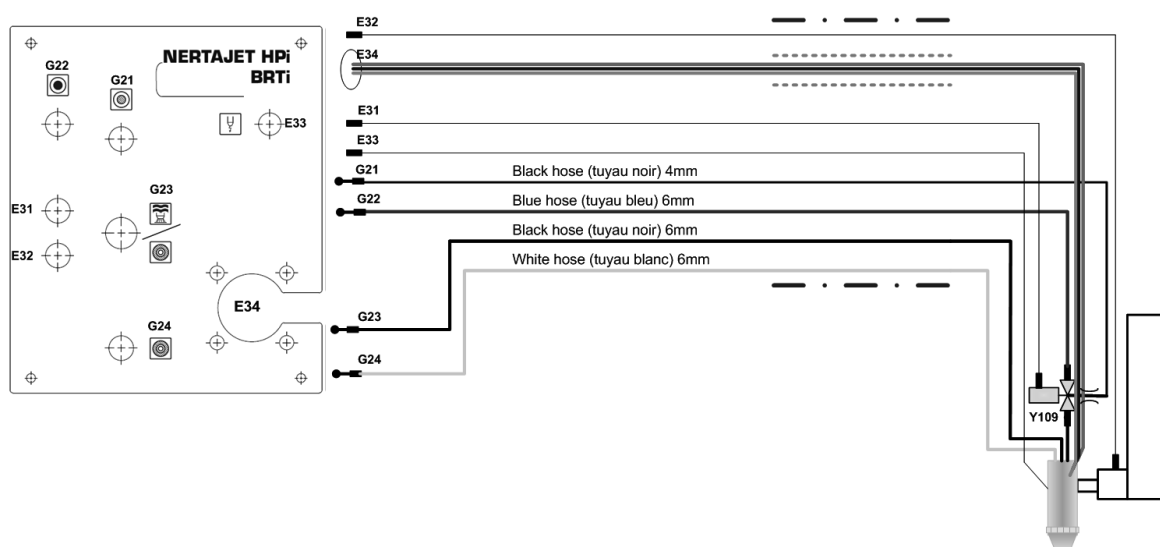 NERTAJET HPi
BRTi
G22
G21
E33
G23
E31
E32
E34
G24
E32
E34
E31
E33
G21
Black hose (tuyau noir) 4mm
G22
Blue hose (tuyau bleu) 6mm
Black hose (tuyau noir) 6mm
White hose (tuyau blanc) 6mm
G23
G24
Y109